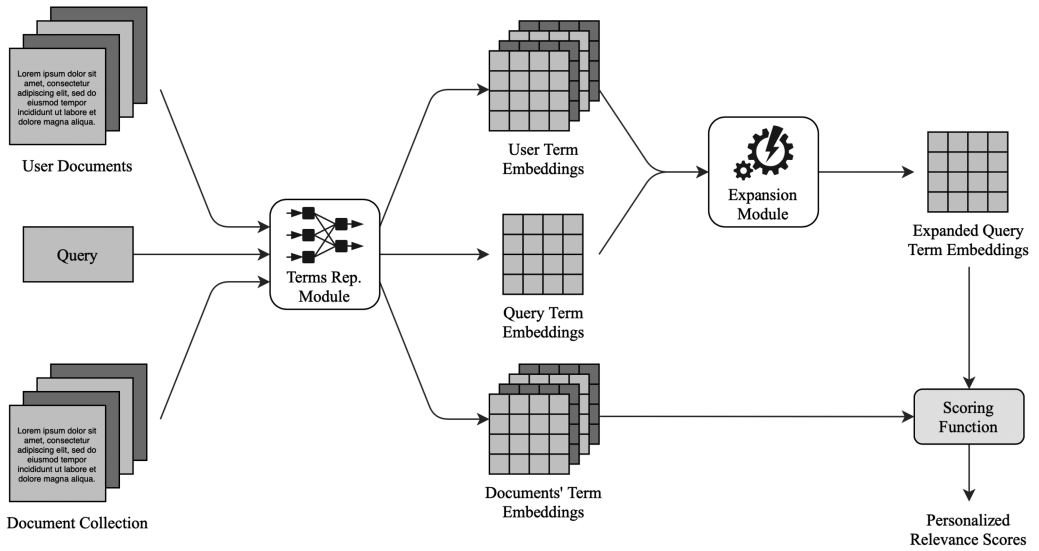 Lorem ipsum dolor sit
amet, consectetur
adipiscing elit, sed do
eiusmod tempor
incididunt ut labore et
dolore magna aliqua.
User Documents
Query
Lorem ipsum dolor sit
amet, consectetur
adipiscing elit, sed do
eiusmod tempor
incididunt ut labore et
dolore magna aliqua.
Document Collection
Terms Rep.
Module
User Term
Embeddings
Query Term
Embeddings
Documents' Term
Embeddings
Expansion
Module
Expanded Query
Term Embeddings
Scoring
Function
Personalized
Relevance Scores